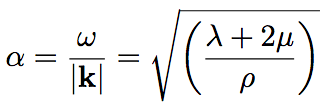 α = ω / |k| = √((λ + 2μ) / ρ)